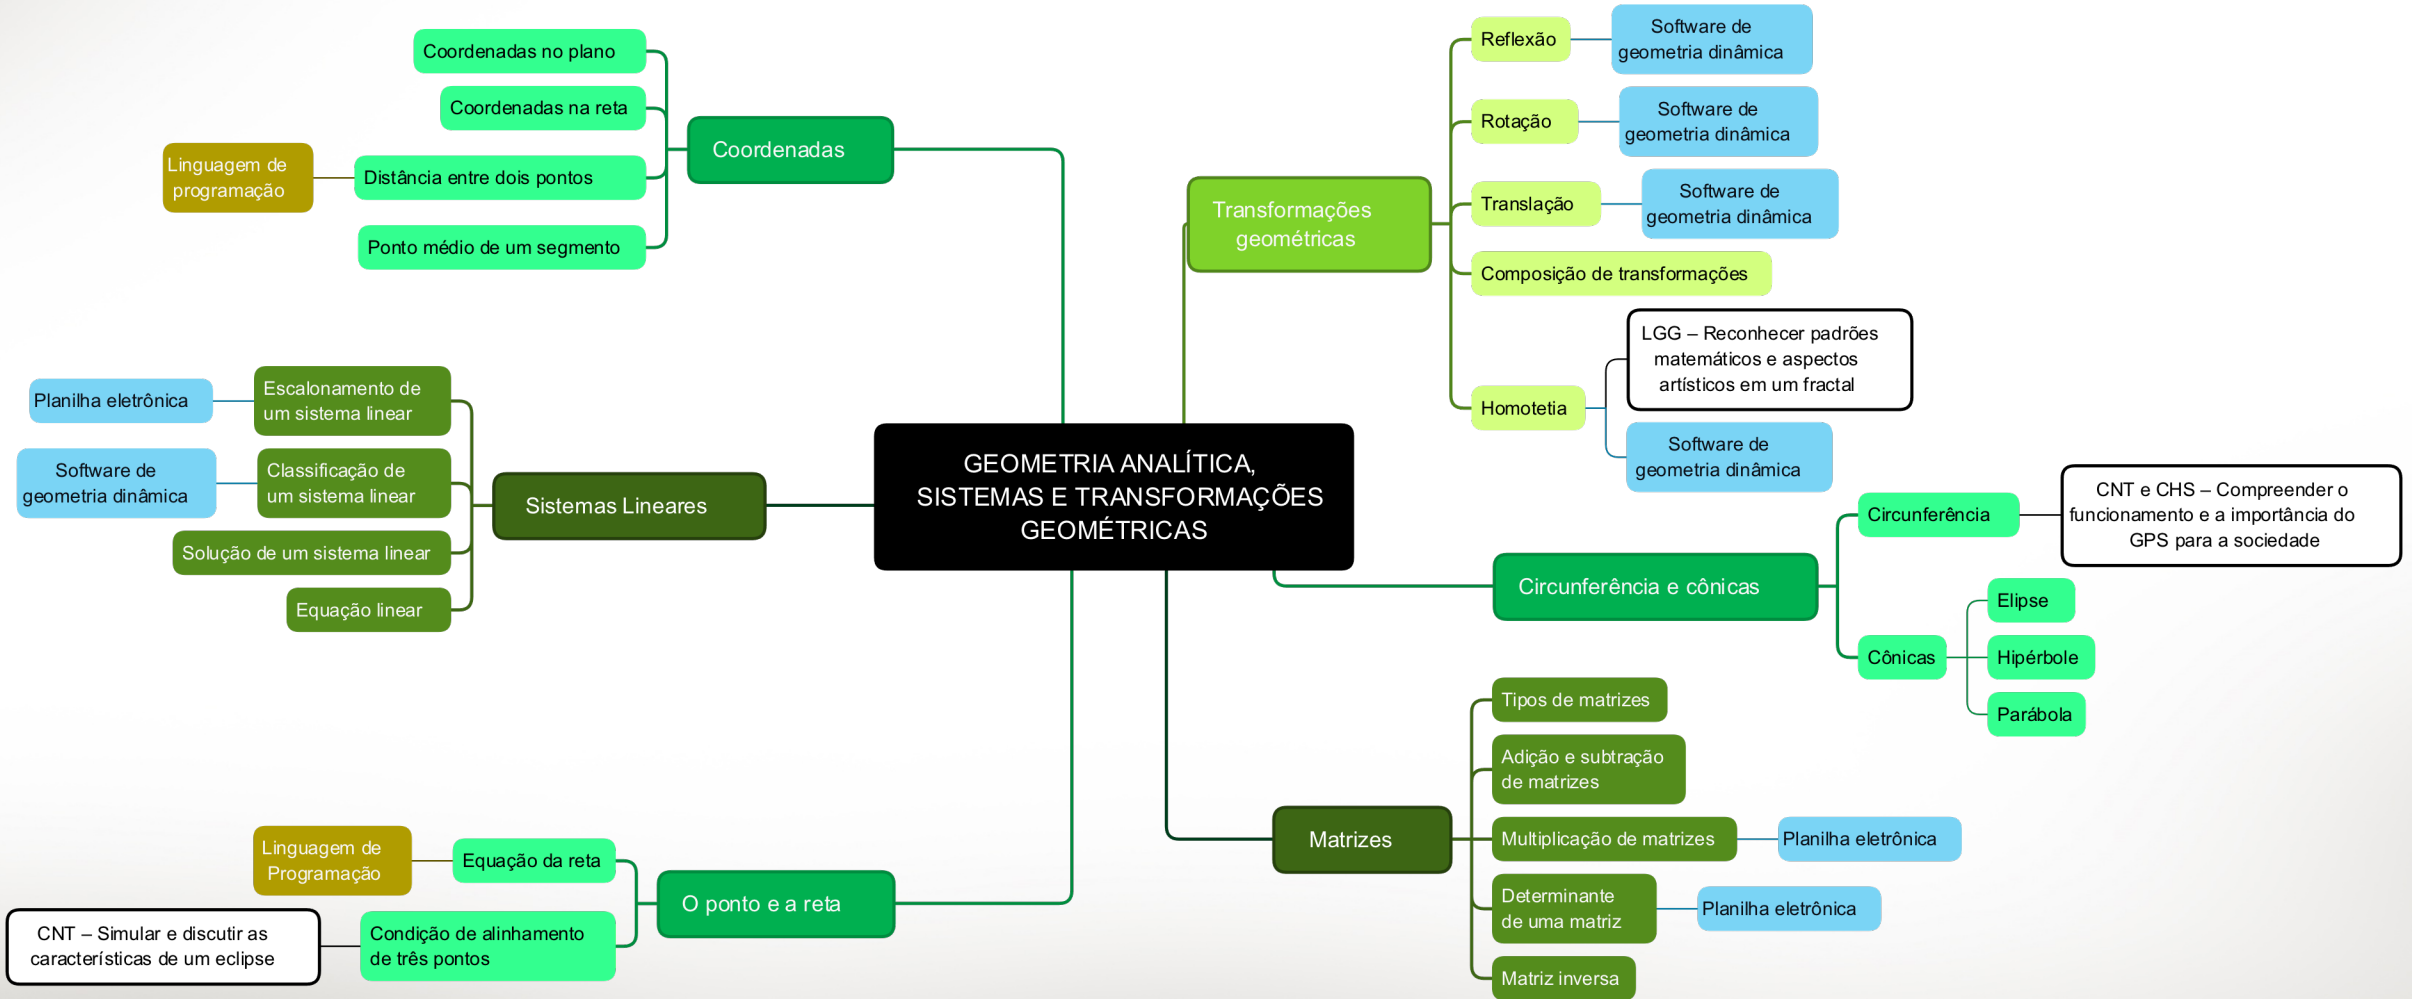 Coordenadas no plano
Coordenadas na reta
Linguagem de
programação
Distância entre dois pontos
Ponto médio de um segmento
Coordenadas
Planilha eletrônica
Escalonamento de
um sistema linear
Software de
geometria dinâmica
Classificação de
um sistema linear
Solução de um sistema linear
Equação linear
Sistemas Lineares
Linguagem de
Programação
Equação da reta
CNT – Simular e discutir as
características de um eclipse
Condição de alinhamento
de três pontos
O ponto e a reta
GEOMETRIA ANALÍTICA,
SISTEMAS E TRANSFORMAÇÕES
GEOMÉTRICAS
Transformações
geométricas
Reflexão
Software de
geometria dinâmica
Rotação
Software de
geometria dinâmica
Translação
Software de
geometria dinâmica
Composição de transformações
Homotetia
LGG – Reconhecer padrões
matemáticos e aspectos
artísticos em um fractal
Software de
geometria dinâmica
Circunferência e cônicas
Circunferência
CNT e CHS – Compreender o
funcionamento e a importância do
GPS para a sociedade
Cônicas
Elipse
Hipérbole
Parábola
Matrizes
Tipos de matrizes
Adição e subtração
de matrizes
Multiplicação de matrizes
Planilha eletrônica
Determinante
de uma matriz
Planilha eletrônica
Matriz inversa